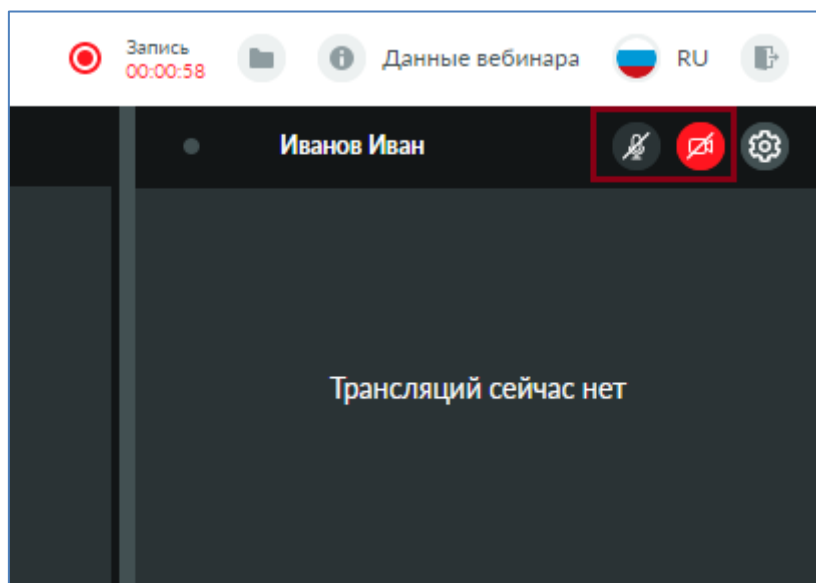 Запись
00:00:58
Данные вебинара
RU
Иванов Иван
Трансляций сейчас нет